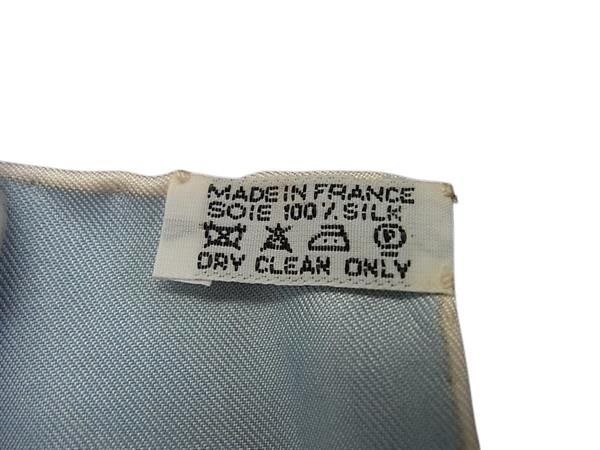 MADE IN FRANCE
SOIE 100% SILK
DRY CLEAN ONLY